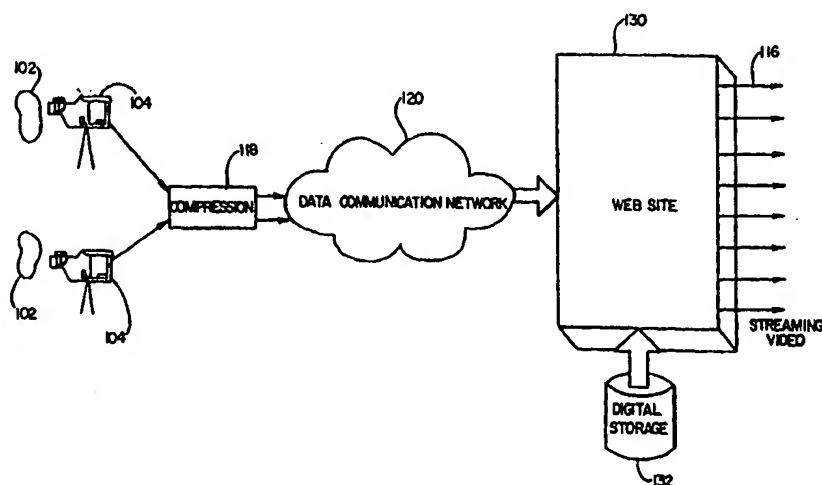 130
116
102
104
120
118
COMPRESSION
DATA COMMUNICATION NETWORK
WEB SITE
104
102
STREAMING
VIDEO
DIGITAL
STORAGE
132